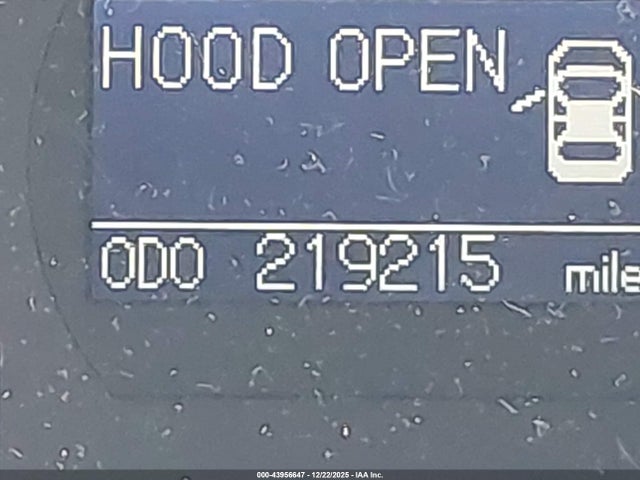 HOOD OPEN
ODO 219215 mile
000-43956647 - 12/22/2025 - IAA Inc.